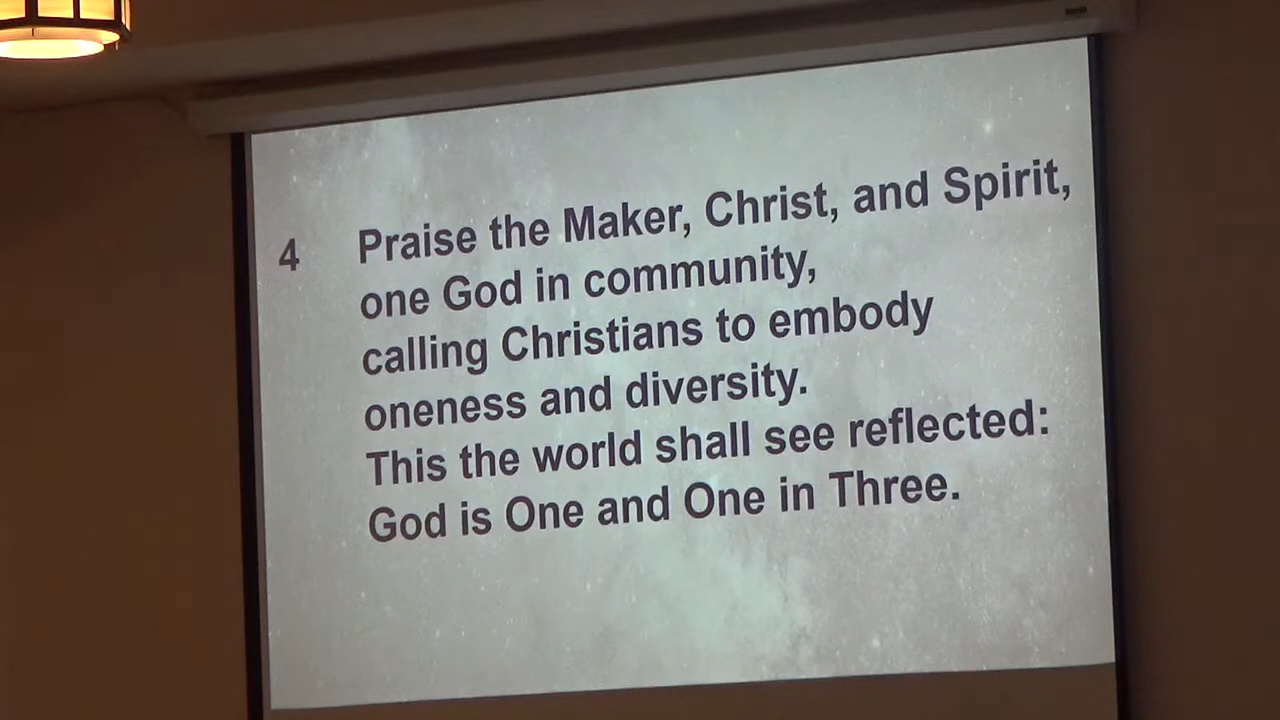 4 Praise the Maker, Christ, and Spirit,
one God in community,
calling Christians to embody
oneness and diversity.
This the world shall see reflected:
God is One and One in Three.